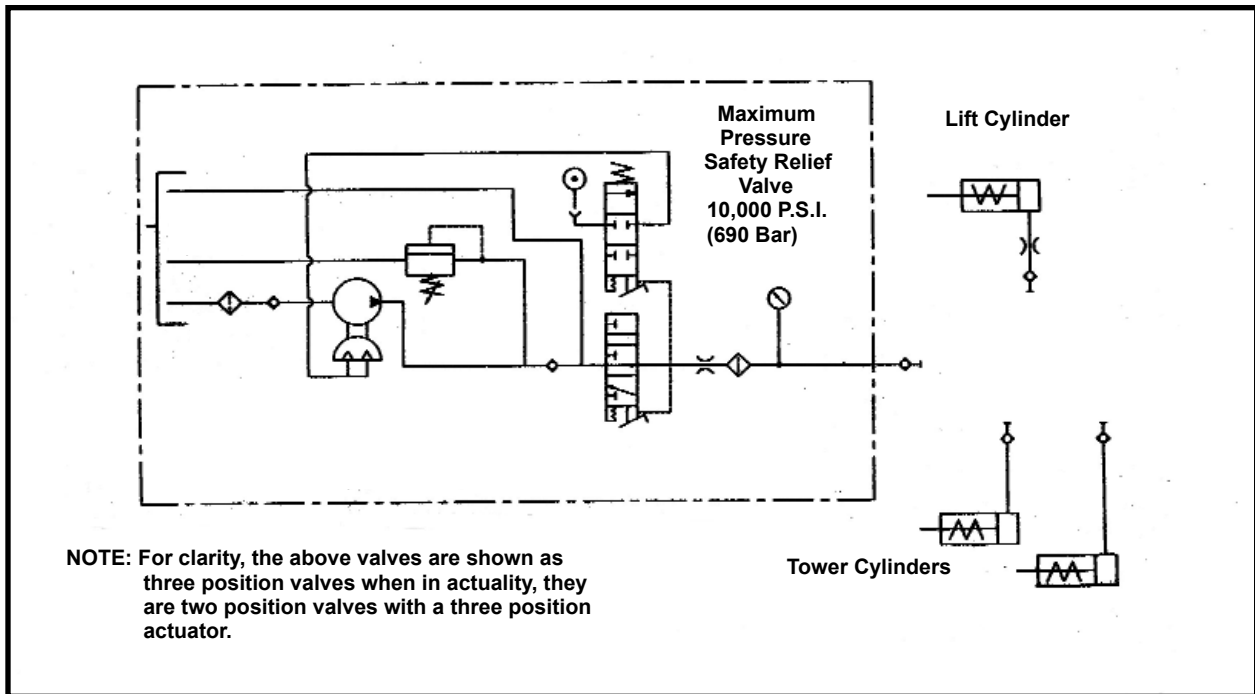 Maximum
Pressure
Safety Relief
Valve
10,000 P.S.I.
(690 Bar)
Lift Cylinder
Tower Cylinders
NOTE: For clarity, the above valves are shown as
three position valves when in actuality, they
are two position valves with a three position
actuator.